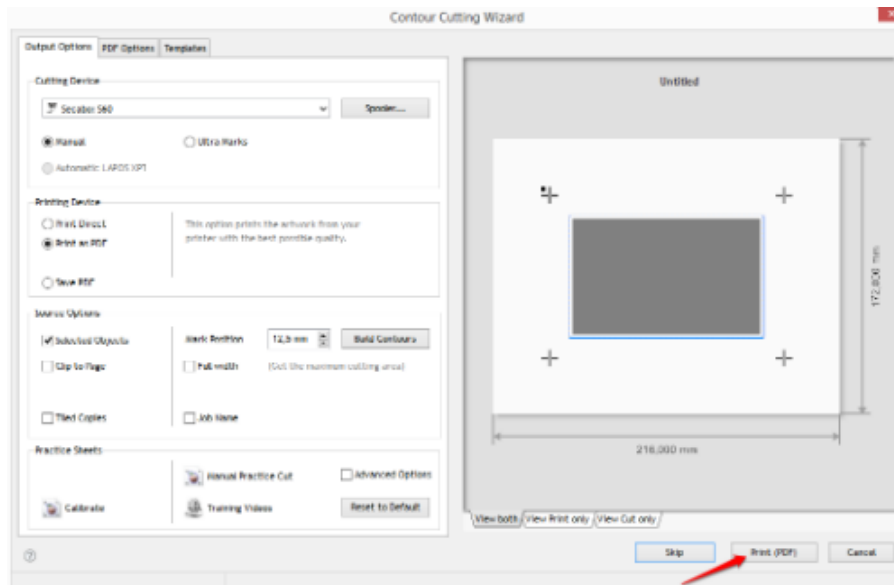 Contour Cutting Wizard
Output Options PDF Options Templates
Cutting Device
Secabo S60
Spooler...
Manual
Ultra Marks
Automatic LAPOS XPT
Printing Device
Print Direct
Print as PDF
Save PDF
This option prints the artwork from your
printer with the best possible quality.
Source Options
Selected Objects
Mark Position 12,5 mm Build Contours
Clip to Page
Full width (Get the maximum cutting area)
Tiled Copies
Job Name
Practice Sheets
Manual Practice Cut
Advanced Options
Calibrate
Training Videos
Reset to Default
Untitled
172,000 mm
216,000 mm
View both View Print only View Cut only
Skip Print (PDF) Cancel